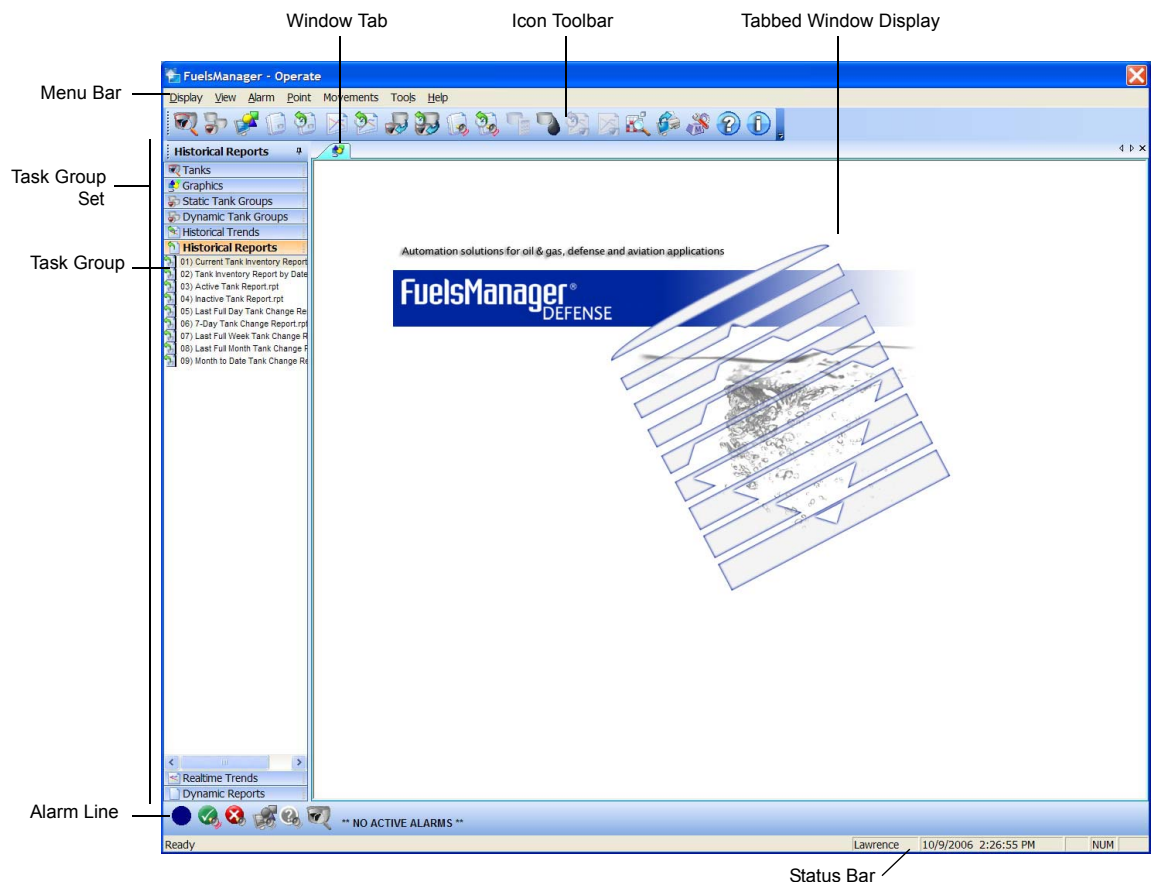 Window Tab
Icon Toolbar
Tabbed Window Display
FuelsManager - Operate
Menu Bar
Display View Alarm Point Movements Tools Help
Historical Reports
Task Group Set
Tanks
Graphics
Static Tank Groups
Dynamic Tank Groups
Historical Trends
Historical Reports
Task Group
01) Current Tank Inventory Report
02) Tank Inventory Report by Date
03) Active Tank Report.rpt
04) Inactive Tank Report.rpt
05) Last Full Day Tank Change Re
06) 7-Day Tank Change Report.rpt
07) Last Full Week Tank Change R
08) Last Full Month Tank Change R
09) Month to Date Tank Change Re
Automation solutions for oil & gas, defense and aviation applications
FuelsManager®
DEFENSE
Realtime Trends
Dynamic Reports
Alarm Line
** NO ACTIVE ALARMS **
Ready
Lawrence
10/9/2006 2:26:55 PM
NUM
Status Bar